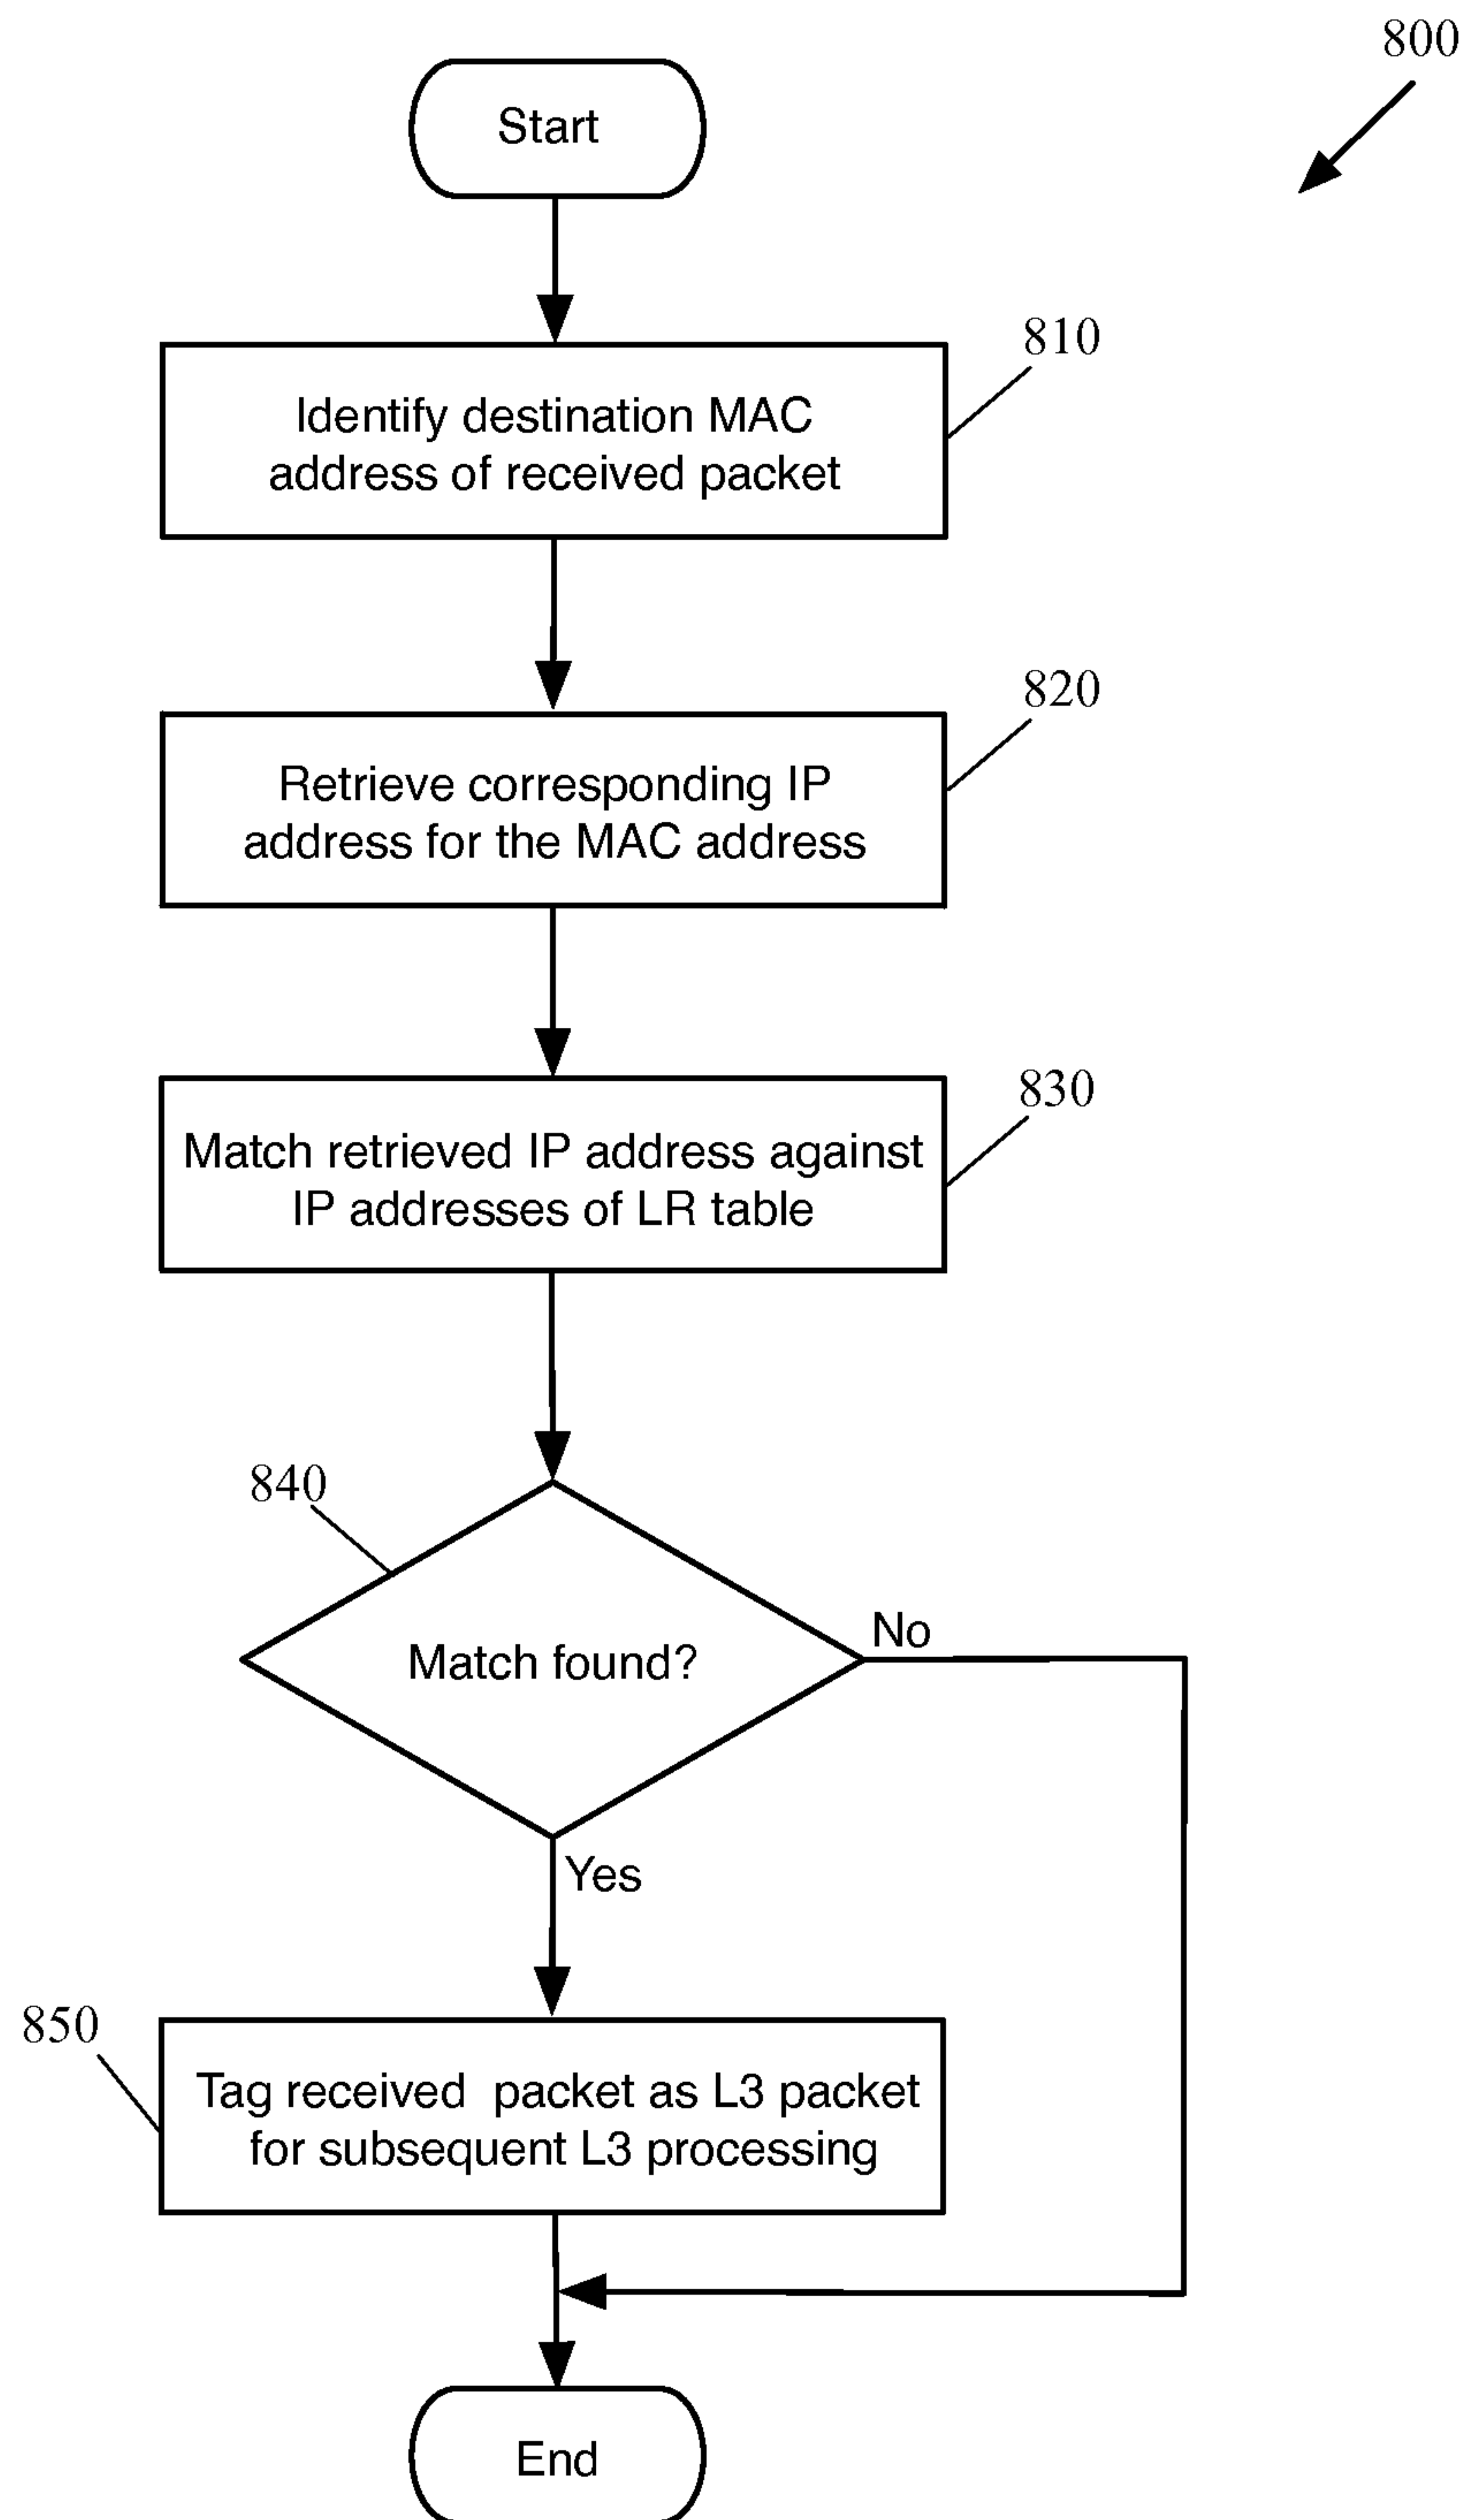 800
Start
810
Identify destination MAC
address of received packet
820
Retrieve corresponding IP
address for the MAC address
830
Match retrieved IP address against
IP addresses of LR table
840
Match found?
No
Yes
850
Tag received packet as L3 packet
for subsequent L3 processing
End